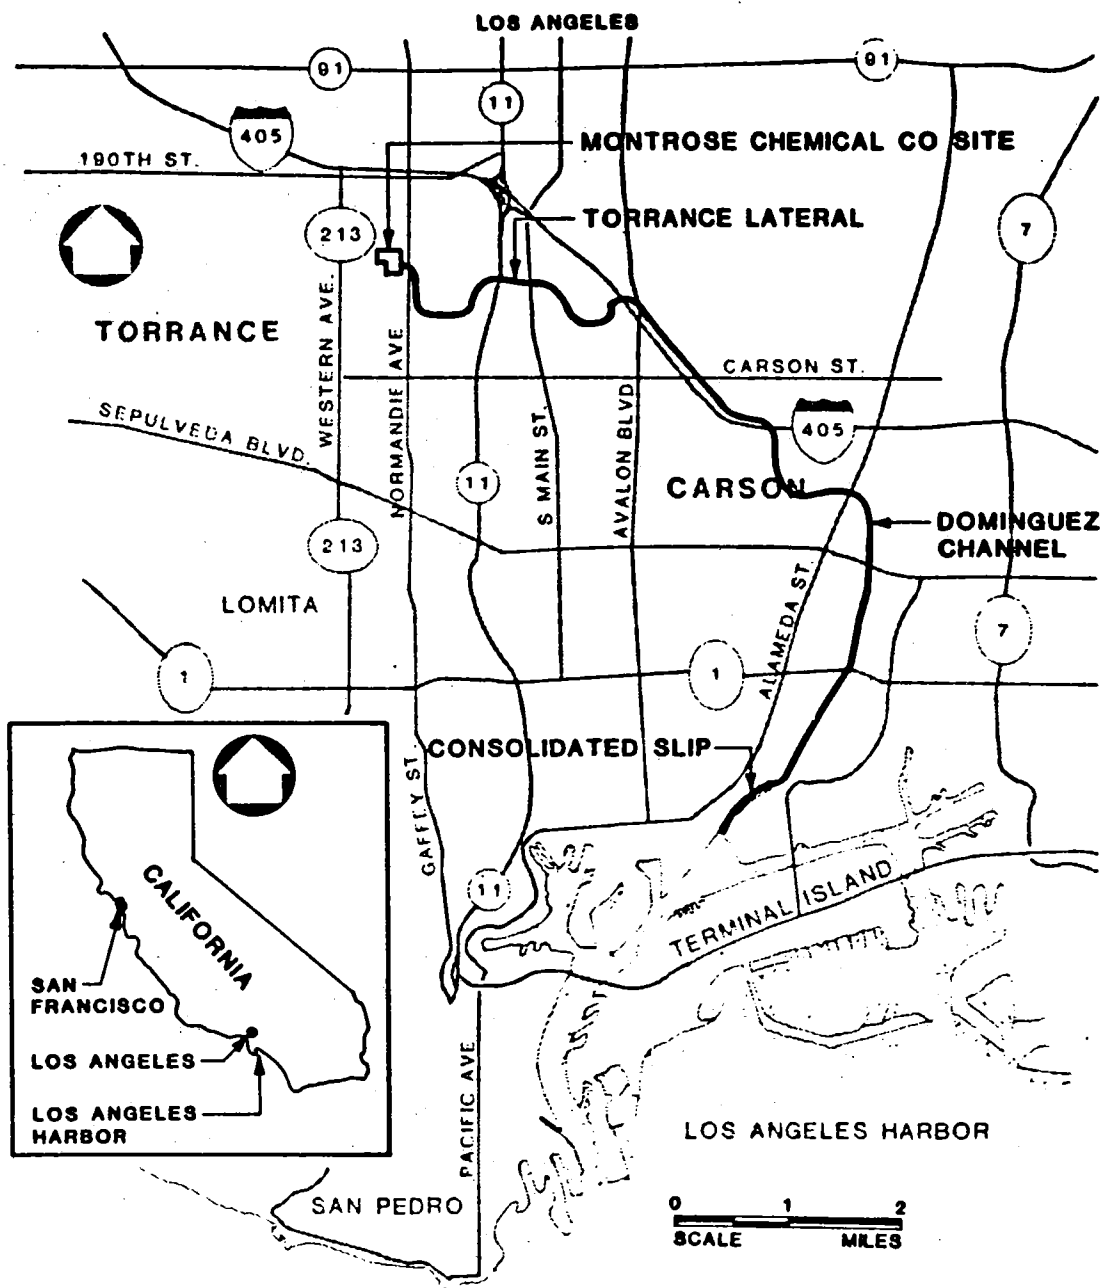 LOS ANGELES
91
91
11
405
MONTROSE CHEMICAL CO SITE
190TH ST.
213
TORRANCE LATERAL
7
TORRANCE
WESTERN AVE.
NORMANDIE AVE
CARSON ST.
SEPULVEDA BLVD.
S MAIN ST.
AVALON BLVD
405
11
CARSON
213
DOMINGUEZ
CHANNEL
LOMITA
ALAMEDA ST.
7
1
1
CONSOLIDATED SLIP
GAFFEY ST.
11
TERMINAL ISLAND
CALIFORNIA
SAN
FRANCISCO
LOS ANGELES
LOS ANGELES
HARBOR
PACIFIC AVE
LOS ANGELES HARBOR
SAN PEDRO
0 1 2
SCALE MILES